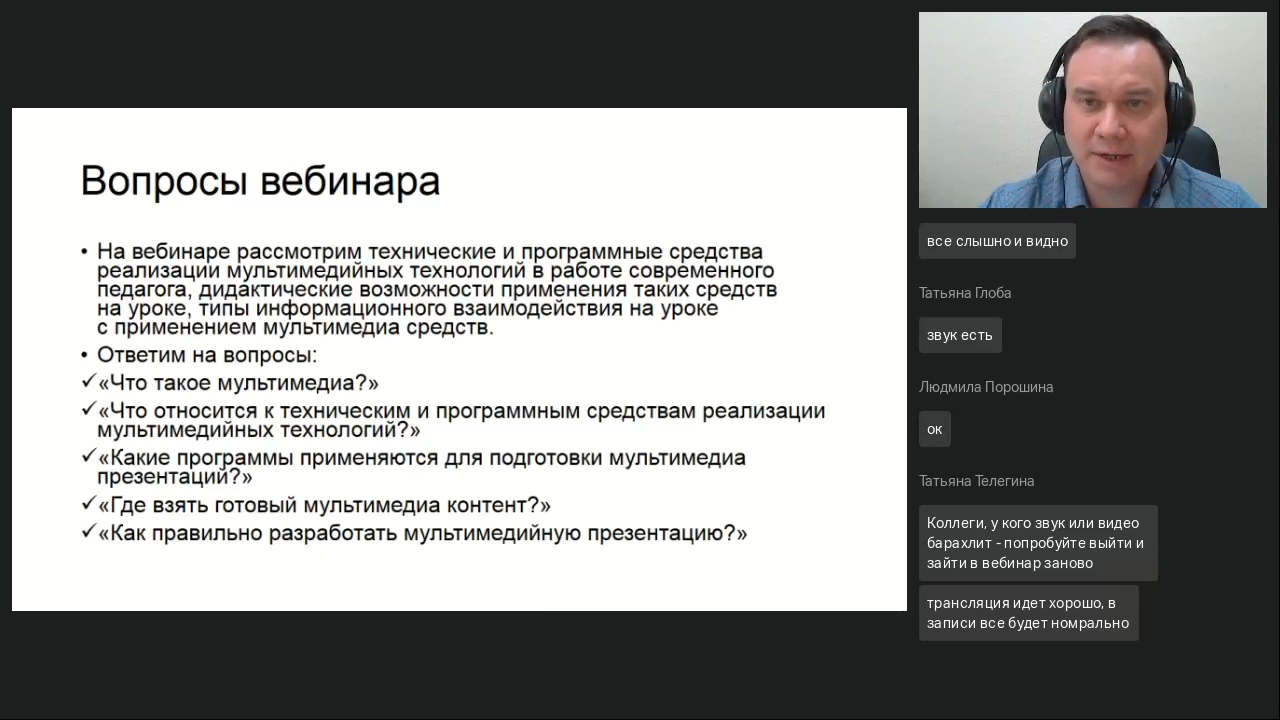 Вопросы вебинара
• На вебинаре рассмотрим технические и программные средства
реализации мультимедийных технологий в работе современного
педагога, дидактические возможности применения таких средств
на уроке, типы информационного взаимодействия на уроке
с применением мультимедиа средств.
• Ответим на вопросы:
✓«Что такое мультимедиа?»
✓«Что относится к техническим и программным средствам реализации
мультимедийных технологий?»
✓«Какие программы применяются для подготовки мультимедиа
презентаций?»
✓«Где взять готовый мультимедиа контент?»
✓«Как правильно разработать мультимедийную презентацию?»
все слышно и видно
Татьяна Глоба
звук есть
Людмила Порошина
ок
Татьяна Телегина
Коллеги, у кого звук или видео
барахлит - попробуйте выйти и
зайти в вебинар заново
трансляция идет хорошо, в
записи все будет номрально